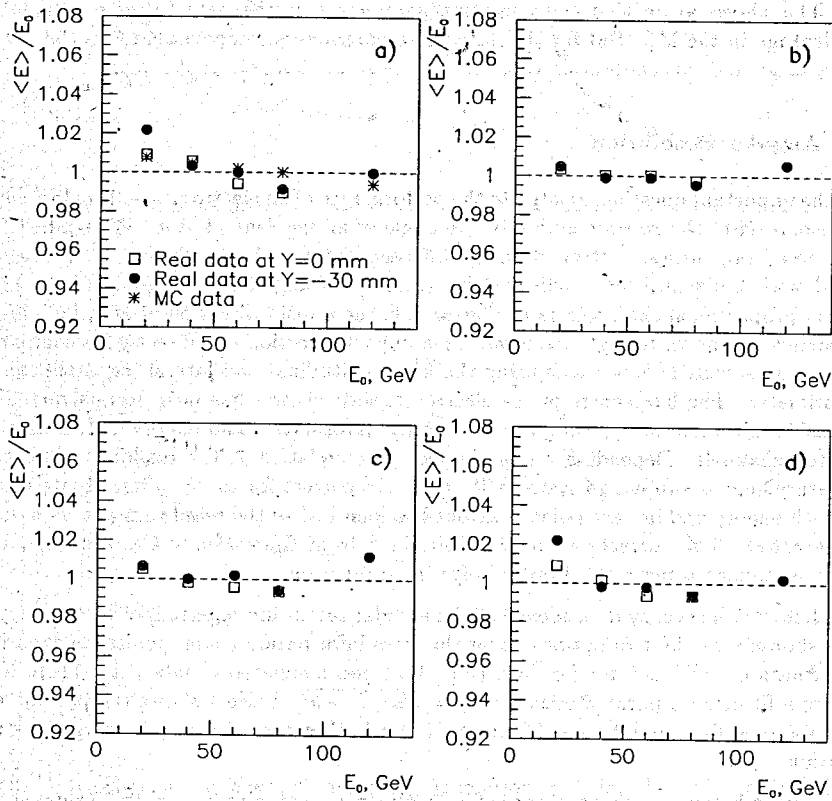 <E>/E₀
1.08
1.06
1.04
1.02
1
0.98
0.96
0.94
0.92
a)
□ Real data at Y=0 mm
● Real data at Y=−30 mm
✳ MC data
0 50 100
E₀, GeV
<E>/E₀
1.08
1.06
1.04
1.02
1
0.98
0.96
0.94
0.92
b)
0 50 100
E₀, GeV
<E>/E₀
1.08
1.06
1.04
1.02
1
0.98
0.96
0.94
0.92
c)
0 50 100
E₀, GeV
<E>/E₀
1.08
1.06
1.04
1.02
1
0.98
0.96
0.94
0.92
d)
0 50 100
E₀, GeV